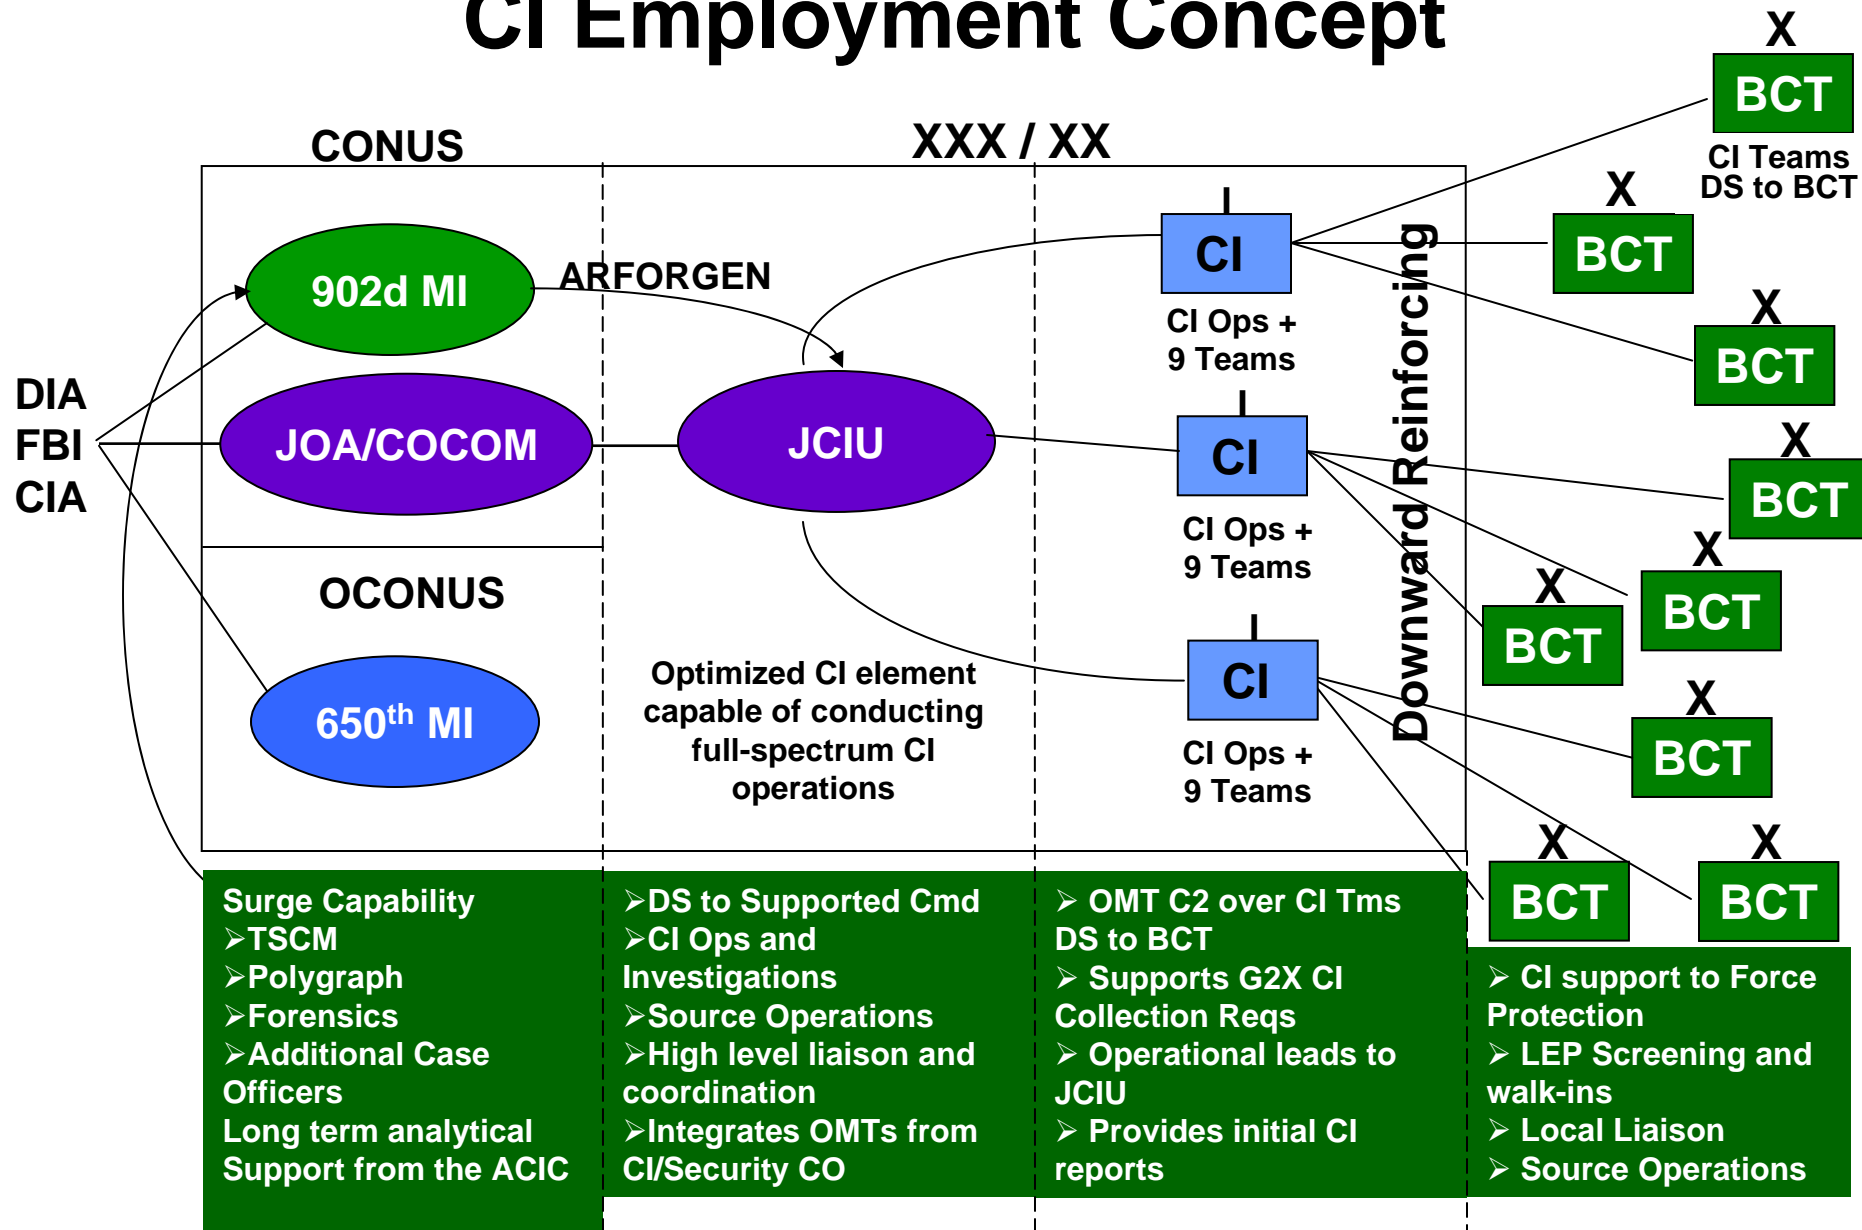 CI Employment Concept
CONUS
XXX / XX
X
BCT
CI Teams
DS to BCT
X
BCT
X
BCT
X
BCT
X
BCT
X
BCT
X
BCT
X
BCT
X
BCT
902d MI
ARFORGEN
DIA
FBI
CIA
JOA/COCOM
JCIU
OCONUS
650th MI
Optimized CI element
capable of conducting
full-spectrum CI
operations
I
CI
CI Ops +
9 Teams
I
CI
CI Ops +
9 Teams
I
CI
CI Ops +
9 Teams
Downward Reinforcing
Surge Capability
➢TSCM
➢Polygraph
➢Forensics
➢Additional Case
Officers
Long term analytical
Support from the ACIC
➢DS to Supported Cmd
➢CI Ops and
Investigations
➢Source Operations
➢High level liaison and
coordination
➢Integrates OMTs from
CI/Security CO
➢ OMT C2 over CI Tms
DS to BCT
➢ Supports G2X CI
Collection Reqs
➢ Operational leads to
JCIU
➢ Provides initial CI
reports
➢ CI support to Force
Protection
➢ LEP Screening and
walk-ins
➢ Local Liaison
➢ Source Operations